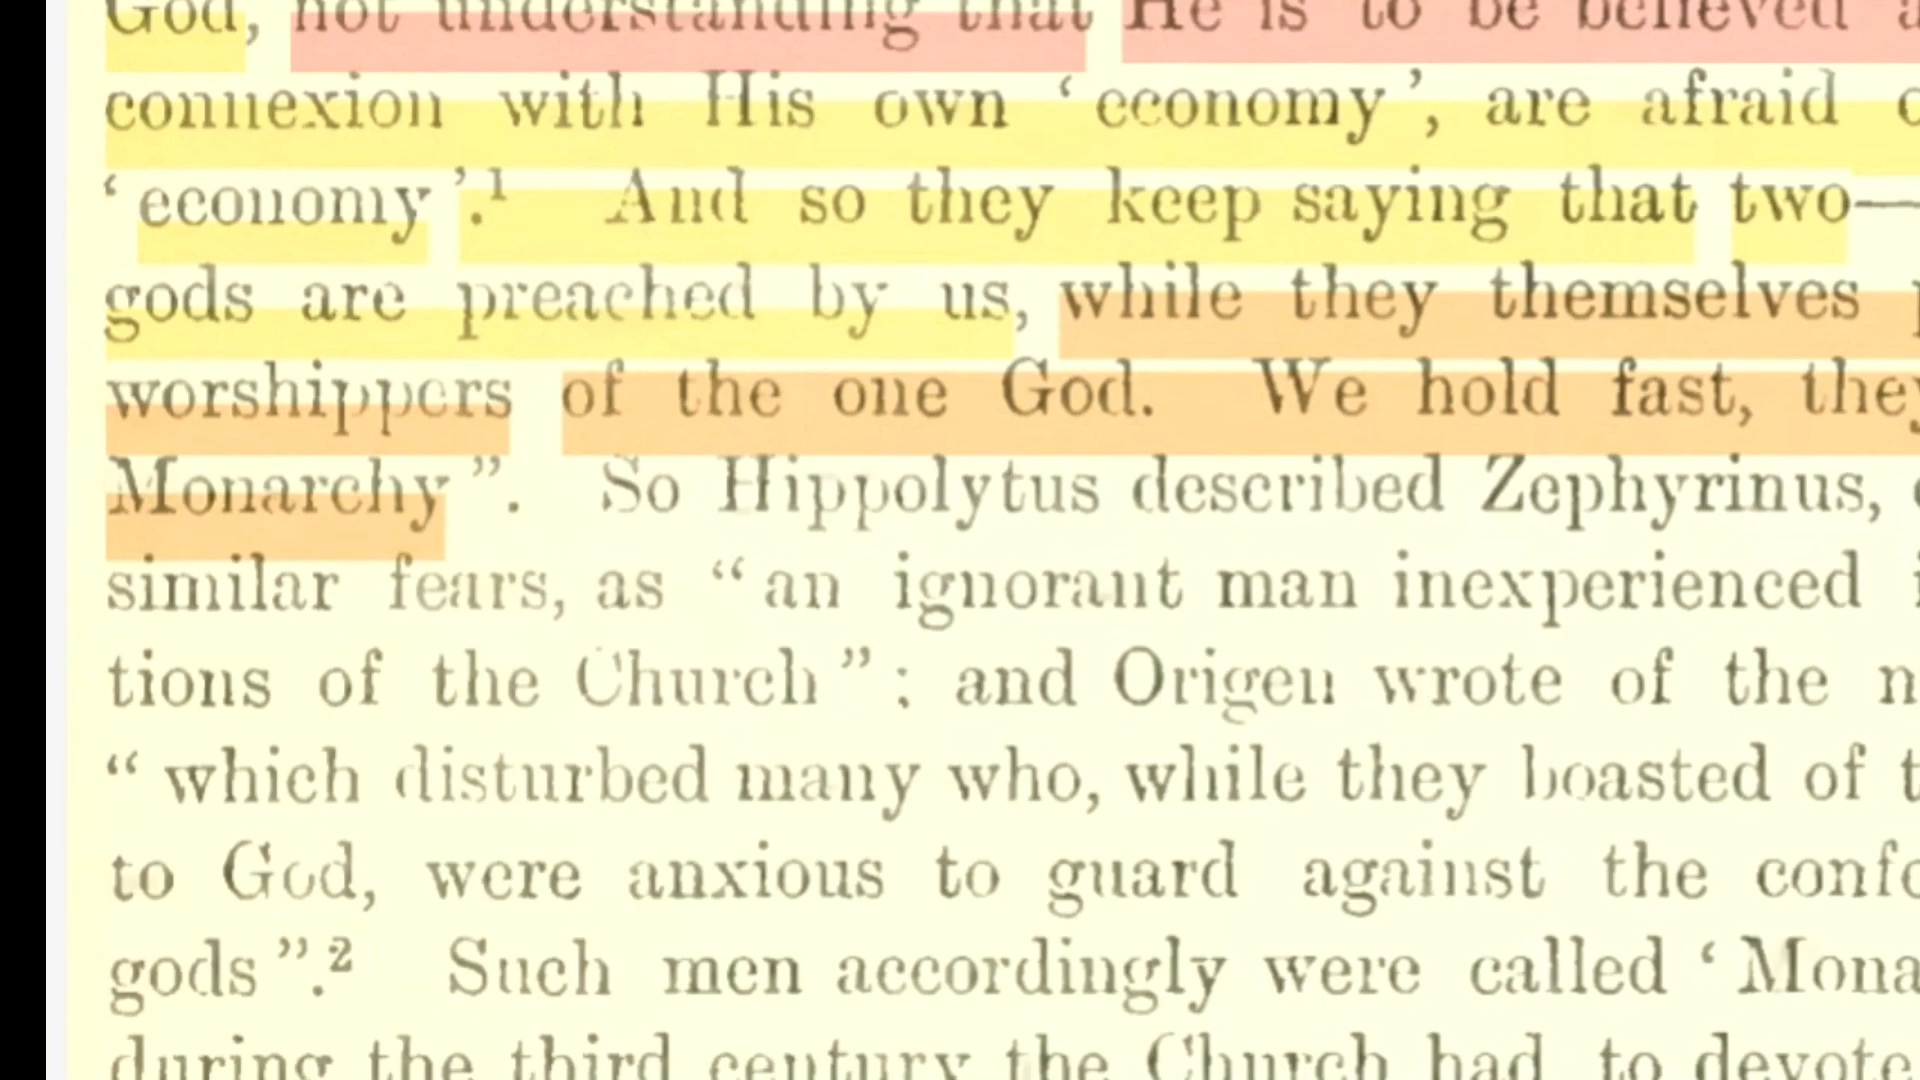 God, not understanding that He is to be believed
connexion with His own ‘economy’, are afraid
‘economy’.¹ And so they keep saying that two—
gods are preached by us, while they themselves
worshippers of the one God. We hold fast, they
Monarchy”. So Hippolytus described Zephyrinus,
similar fears, as “an ignorant man inexperienced
tions of the Church”; and Origen wrote of the
“which disturbed many who, while they boasted of
to God, were anxious to guard against the
gods”.² Such men accordingly were called ‘Mona
during the third century the Church had to devote